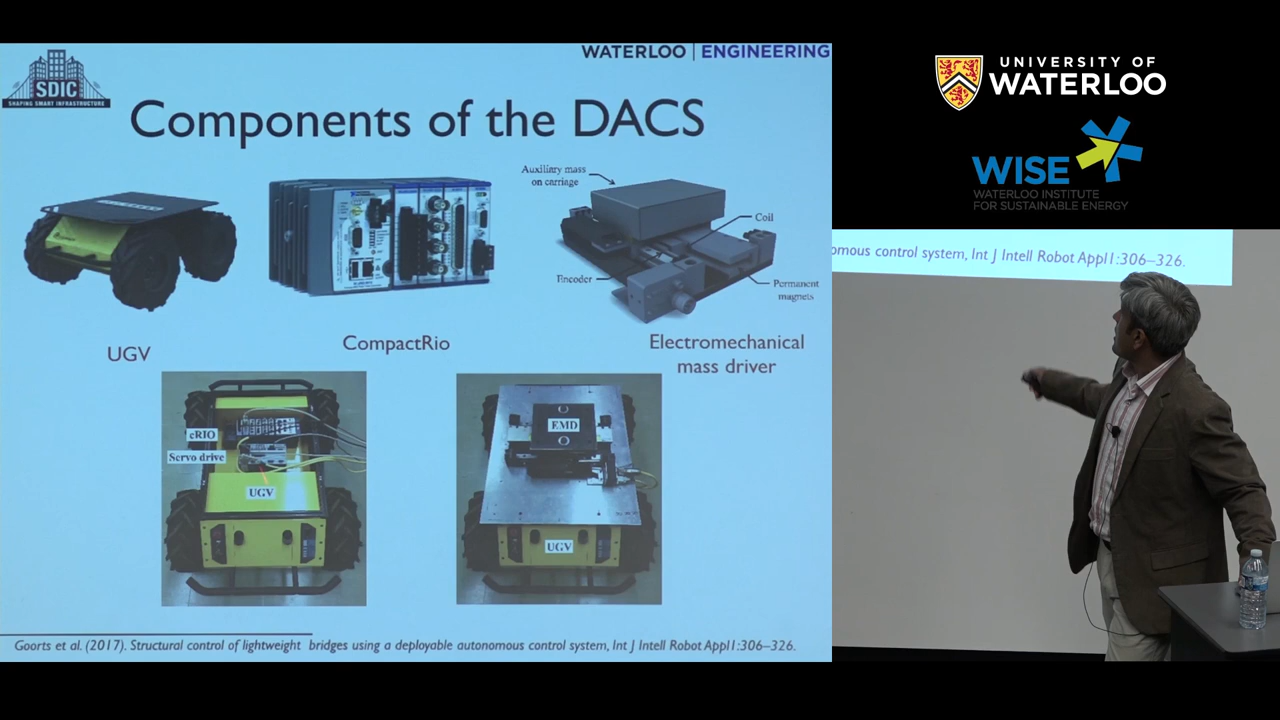 SDIC
SHAPING SMART INFRASTRUCTURE
WATERLOO | ENGINEERING
Components of the DACS
Auxiliary mass
on carriage
Coil
Encoder
Permanent
magnets
UGV
CompactRio
Electromechanical
mass driver
cRIO
Servo drive
UGV
EMD
UGV
Goorts et al. (2017). Structural control of lightweight bridges using a deployable autonomous control system, Int J Intell Robot Appl1:306–326.
UNIVERSITY OF
WATERLOO
WISE
WATERLOO INSTITUTE
FOR SUSTAINABLE ENERGY
omous control system, Int J Intell Robot Appl1:306–326.